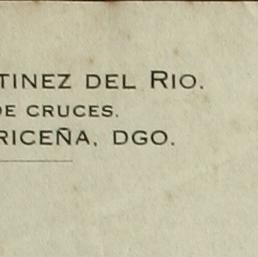 TINEZ DEL RIO.
DE CRUCES.
RICEÑA, DGO.